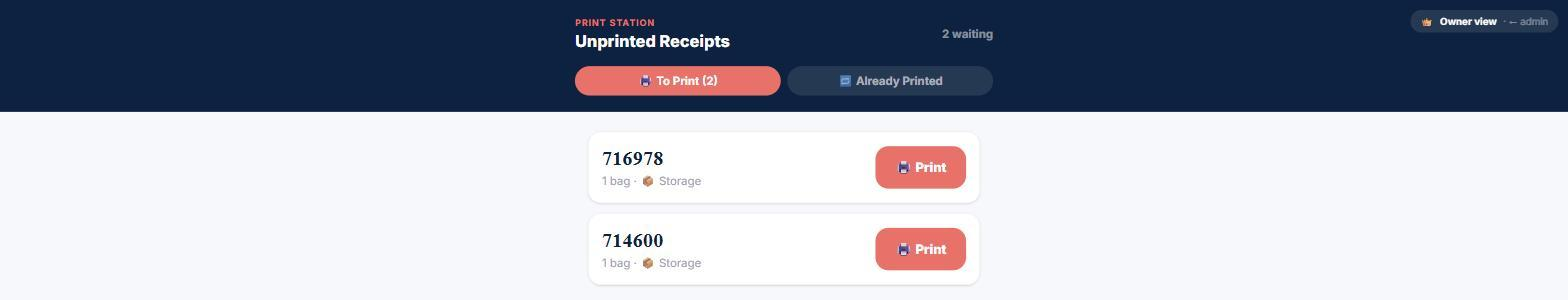 PRINT STATION
Unprinted Receipts
2 waiting
Owner view · ← admin
To Print (2)
Already Printed
716978
1 bag · Storage
Print
714600
1 bag · Storage
Print